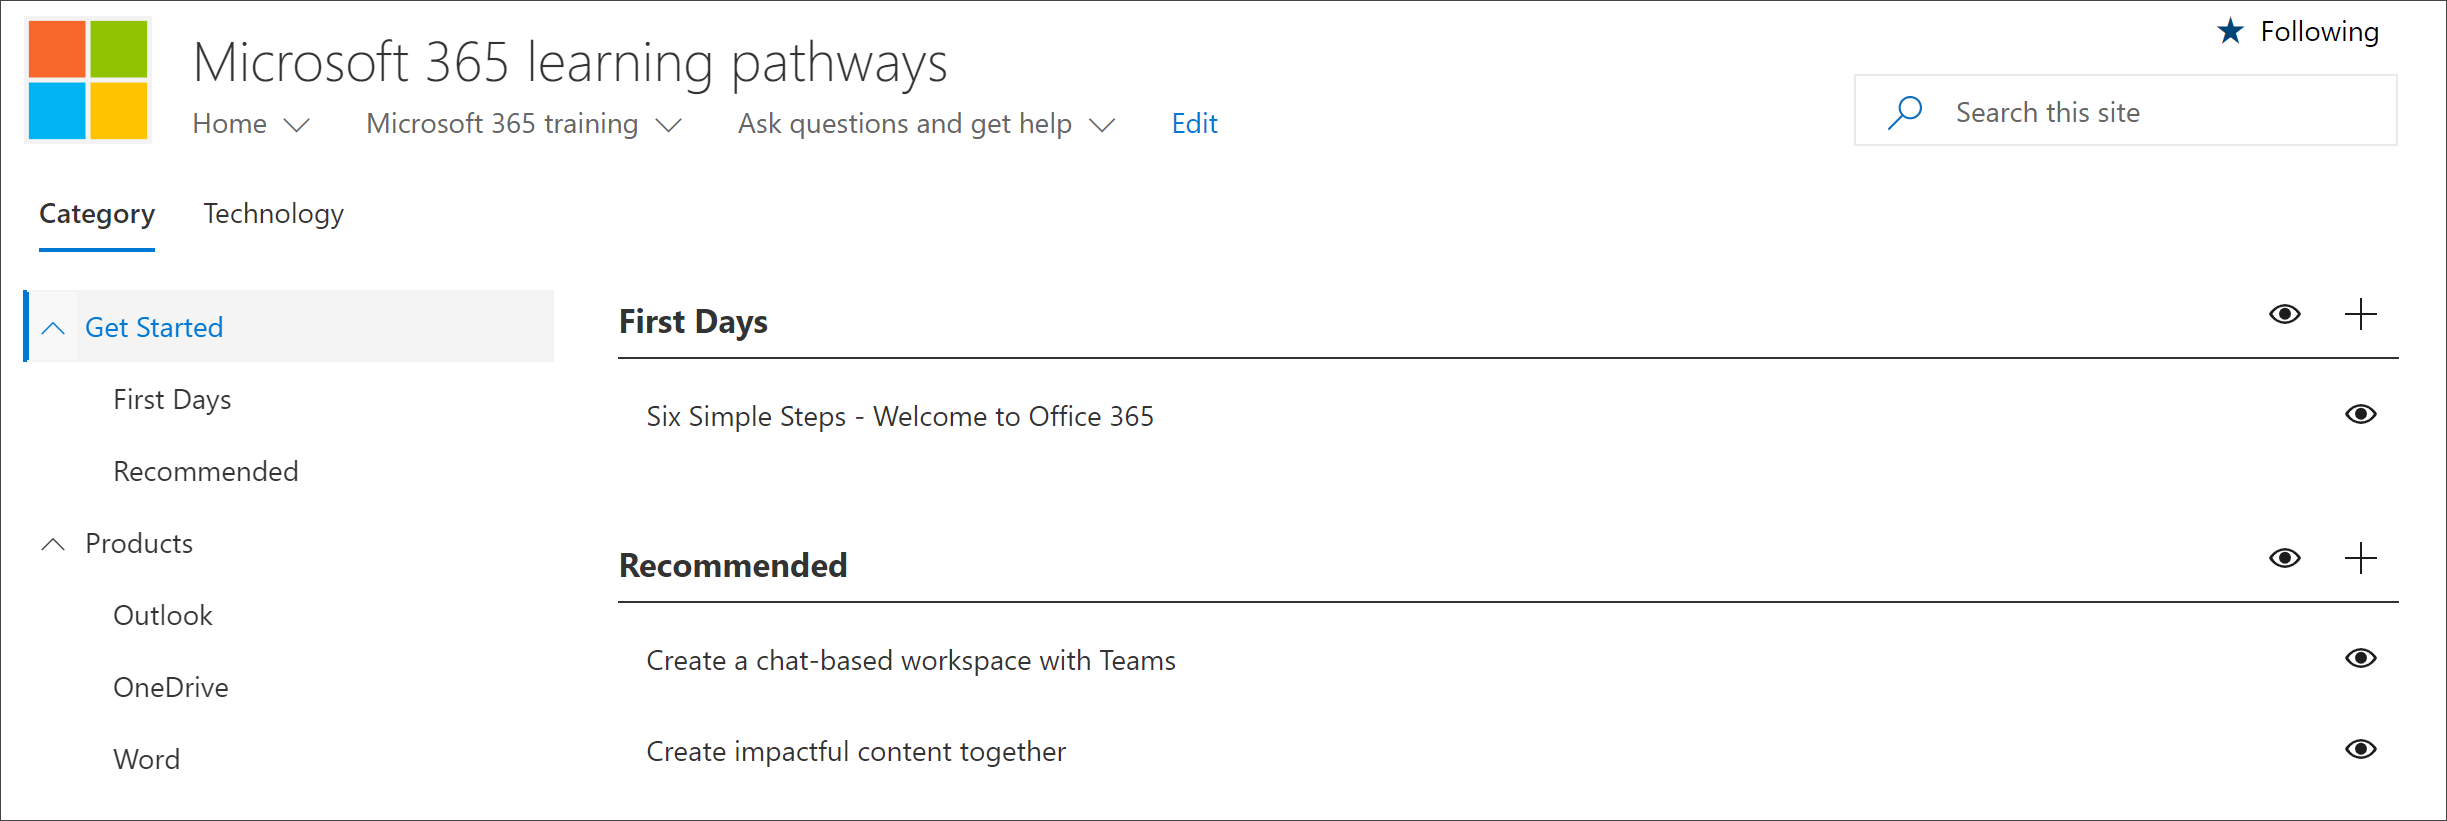 Following
Microsoft 365 learning pathways
Search this site
Home Microsoft 365 training Ask questions and get help Edit
Category Technology
Get Started
First Days
Recommended
Products
Outlook
OneDrive
Word
First Days
Six Simple Steps - Welcome to Office 365
Recommended
Create a chat-based workspace with Teams
Create impactful content together